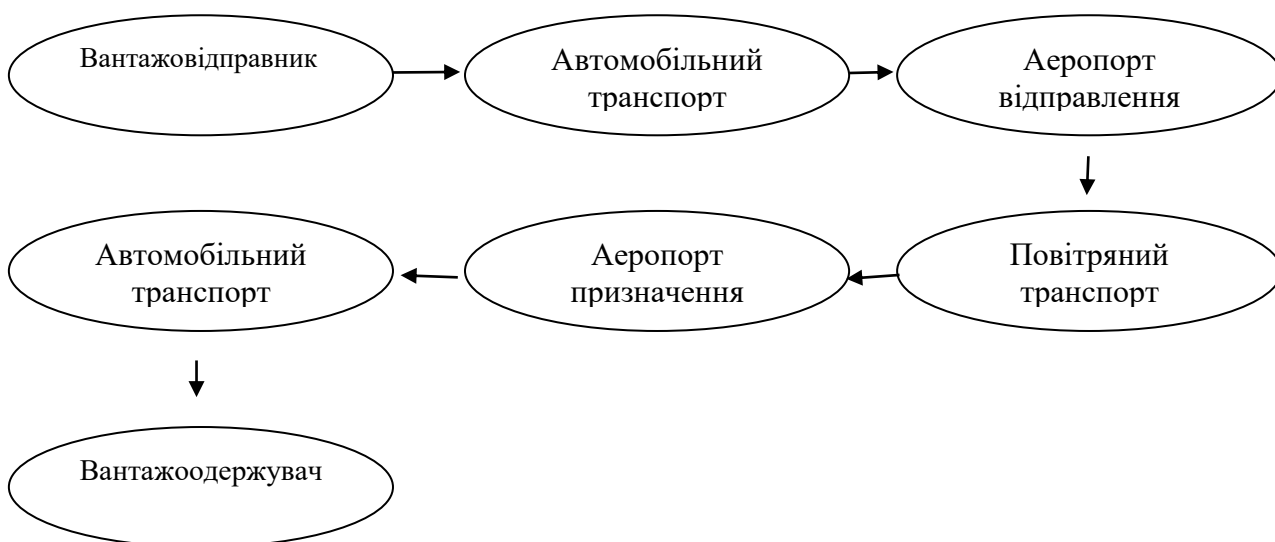 Вантажовідправник
Автомобільний
транспорт
Аеропорт
відправлення
Автомобільний
транспорт
Аеропорт
призначення
Повітряний
транспорт
Вантажоодержувач